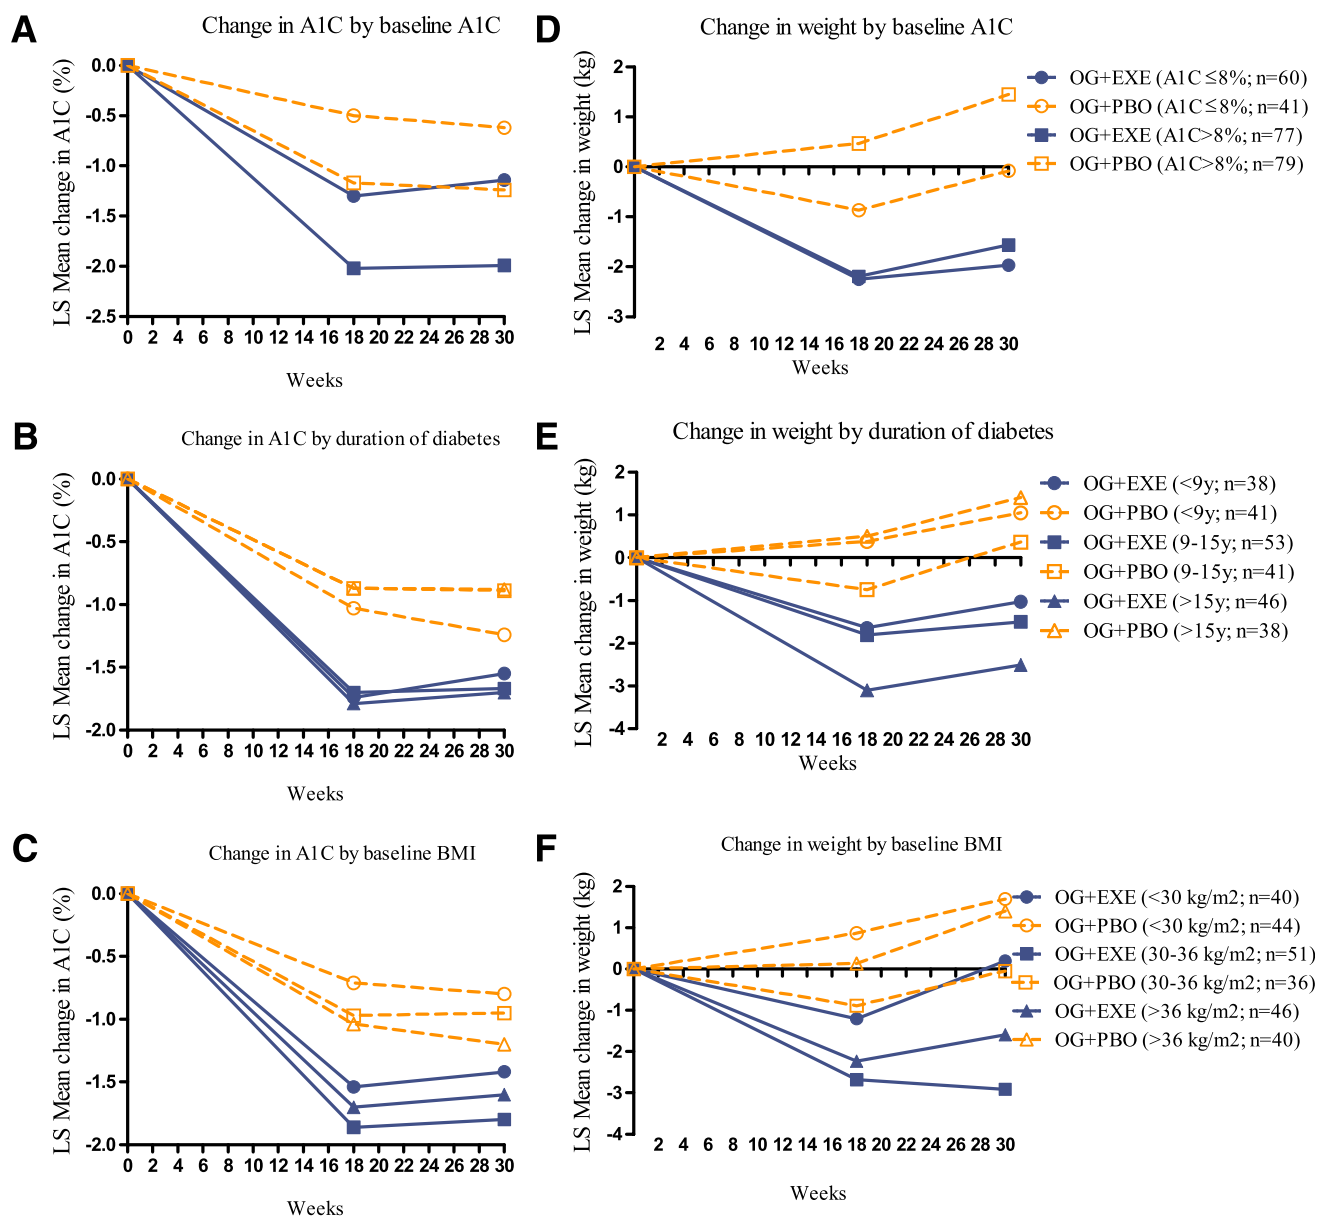 A
Change in A1C by baseline A1C
LS Mean change in A1C (%)
0.0
-0.5
-1.0
-1.5
-2.0
-2.5
0 2 4 6 8 10 12 14 16 18 20 22 24 26 28 30
Weeks
D
Change in weight by baseline A1C
LS Mean change in weight (kg)
2
1
0
-1
-2
-3
2 4 6 8 10 12 14 16 18 20 22 24 26 28 30
Weeks
OG+EXE (A1C ≤8%; n=60)
OG+PBO (A1C≤8%; n=41)
OG+EXE (A1C>8%; n=77)
OG+PBO (A1C>8%; n=79)
B
Change in A1C by duration of diabetes
LS Mean change in A1C (%)
0.0
-0.5
-1.0
-1.5
-2.0
0 2 4 6 8 10 12 14 16 18 20 22 24 26 28 30
Weeks
E
Change in weight by duration of diabetes
LS Mean change in weight (kg)
2
1
0
-1
-2
-3
-4
2 4 6 8 10 12 14 16 18 20 22 24 26 28 30
Weeks
OG+EXE (<9y; n=38)
OG+PBO (<9y; n=41)
OG+EXE (9-15y; n=53)
OG+PBO (9-15y; n=41)
OG+EXE (>15y; n=46)
OG+PBO (>15y; n=38)
C
Change in A1C by baseline BMI
LS Mean change in A1C (%)
0.0
-0.5
-1.0
-1.5
-2.0
0 2 4 6 8 10 12 14 16 18 20 22 24 26 28 30
Weeks
F
Change in weight by baseline BMI
LS Mean change in weight (kg)
2
1
0
-1
-2
-3
-4
2 4 6 8 10 12 14 16 18 20 22 24 26 28 30
Weeks
OG+EXE (<30 kg/m2; n=40)
OG+PBO (<30 kg/m2; n=44)
OG+EXE (30-36 kg/m2; n=51)
OG+PBO (30-36 kg/m2; n=36)
OG+EXE (>36 kg/m2; n=46)
OG+PBO (>36 kg/m2; n=40)